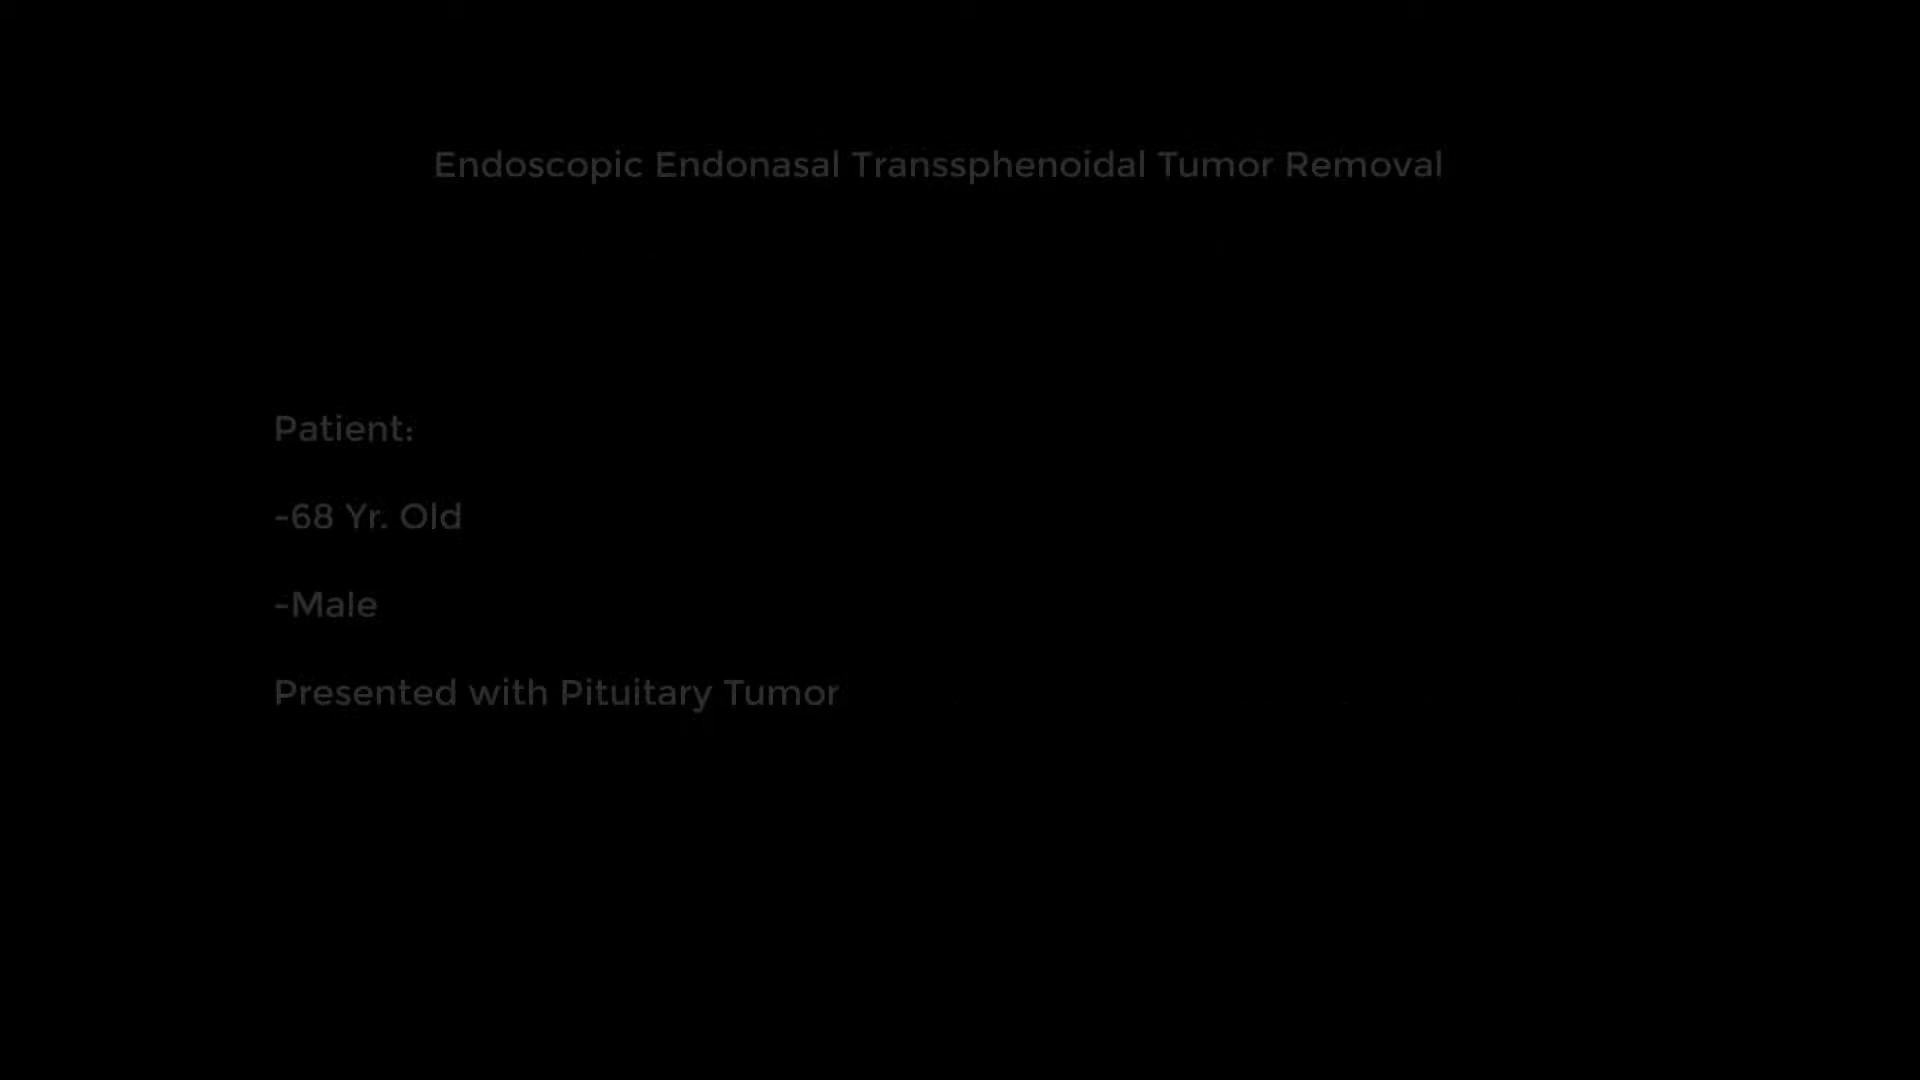 Endoscopic Endonasal Transsphenoidal Tumor Removal
Patient:
-68 Yr. Old
-Male
Presented with Pituitary Tumor